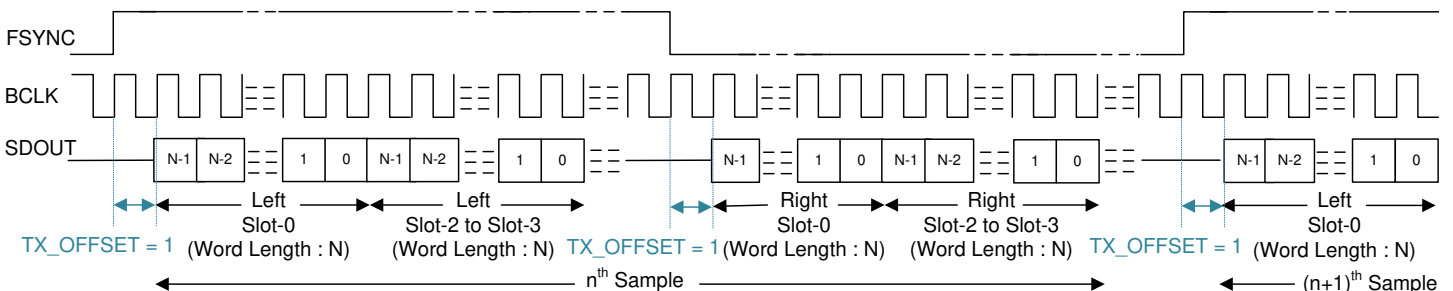 FSYNC
BCLK
SDOUT
N-1 N-2 1 0 N-1 N-2 1 0 N-1 1 0 N-1 N-2 1 0 N-1 N-2 1 0
Left Left Right Right Left
Slot-0 Slot-2 to Slot-3 Slot-0 Slot-2 to Slot-3 Slot-0
TX_OFFSET = 1 (Word Length : N) (Word Length : N) TX_OFFSET = 1 (Word Length : N) (Word Length : N) TX_OFFSET = 1 (Word Length : N)
nth Sample (n+1)th Sample